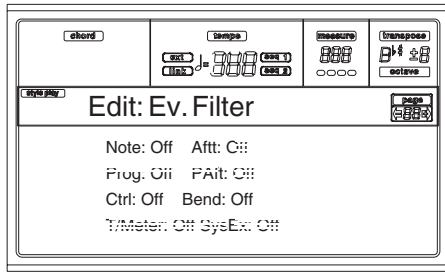 chord tempo measure transpose
ext seq 1
link seq 2
octave
style play page
Edit: Ev. Filter
Note: Off Aftt: Off
Prog: Off PAft: Off
Ctrl: Off Bend: Off
T/Meter: Off SysEx: Off